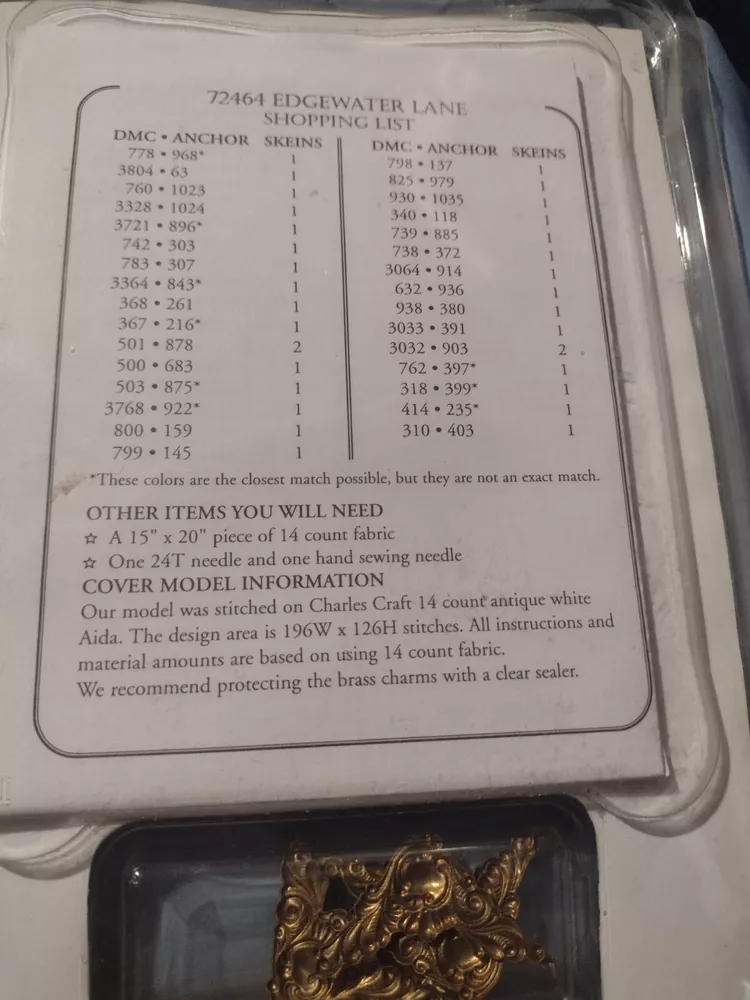 72464 EDGEWATER LANE
SHOPPING LIST
DMC • ANCHOR SKEINS
778 • 968* 1
3804 • 63 1
760 • 1023 1
3328 • 1024 1
3721 • 896* 1
742 • 303 1
783 • 307 1
3364 • 843* 1
368 • 261 1
367 • 216* 1
501 • 878 2
500 • 683 1
503 • 875* 1
3768 • 922* 1
800 • 159 1
799 • 145 1
DMC • ANCHOR SKEINS
798 • 137 1
825 • 979 1
930 • 1035 1
340 • 118 1
739 • 885 1
738 • 372 1
3064 • 914 1
632 • 936 1
938 • 380 1
3033 • 391 1
3032 • 903 2
762 • 397* 1
318 • 399* 1
414 • 235* 1
310 • 403 1
*These colors are the closest match possible, but they are not an exact match.
OTHER ITEMS YOU WILL NEED
☆ A 15" x 20" piece of 14 count fabric
☆ One 24T needle and one hand sewing needle
COVER MODEL INFORMATION
Our model was stitched on Charles Craft 14 count antique white
Aida. The design area is 196W x 126H stitches. All instructions and
material amounts are based on using 14 count fabric.
We recommend protecting the brass charms with a clear sealer.